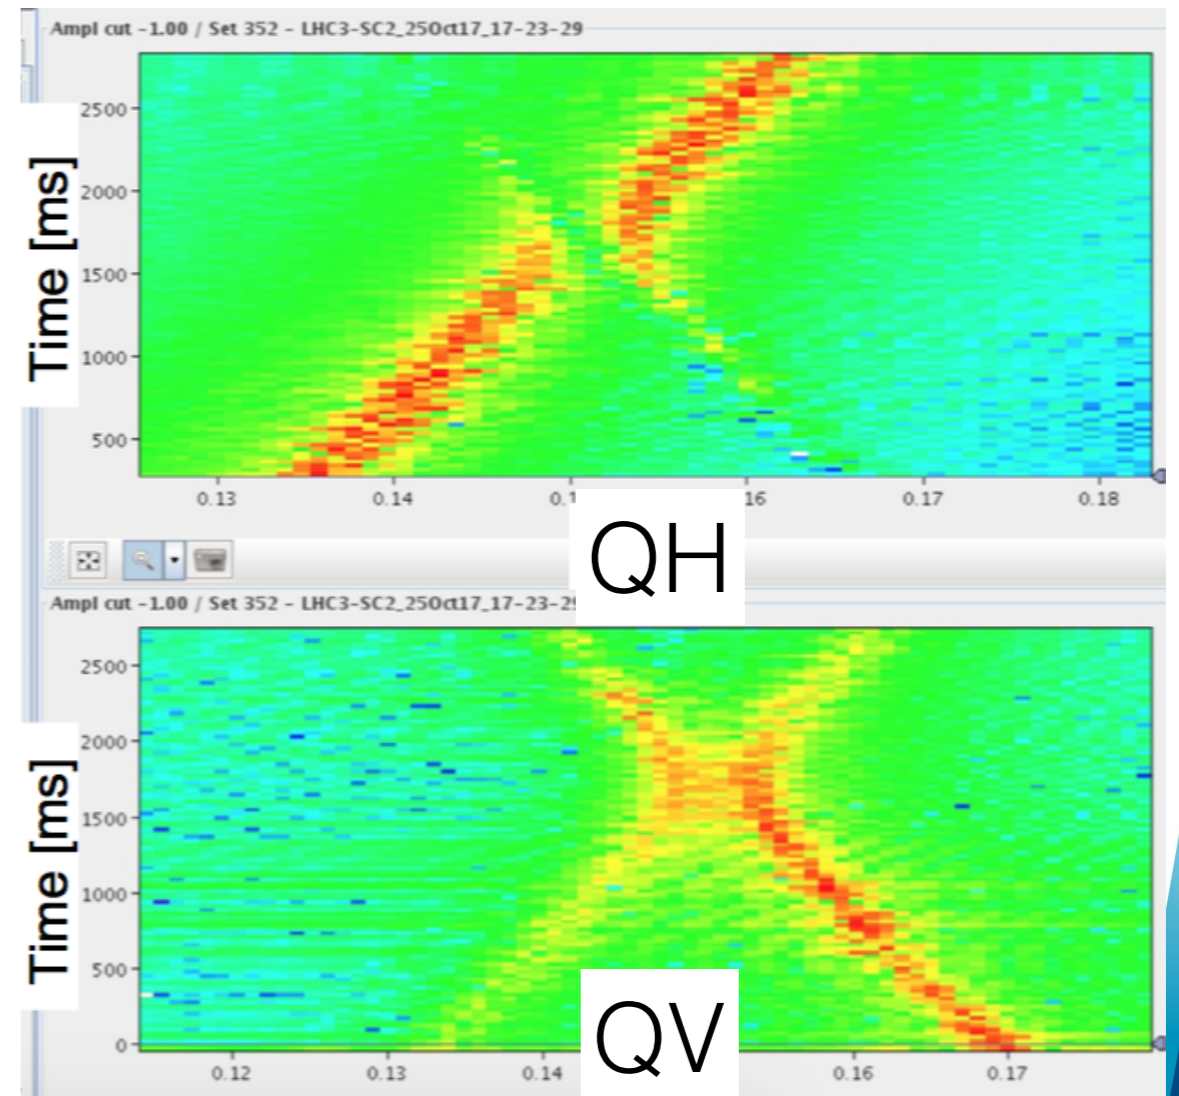 Ampl cut -1.00 / Set 352 - LHC3-SC2_25Oct17_17-23-29
Time [ms]
2500
2000
1500
1000
500
0.13 0.14 0.1 16 0.17 0.18
QH
Ampl cut -1.00 / Set 352 - LHC3-SC2_25Oct17_17-23-29
Time [ms]
2500
2000
1500
1000
500
0
0.12 0.13 0.14 0.16 0.17
QV